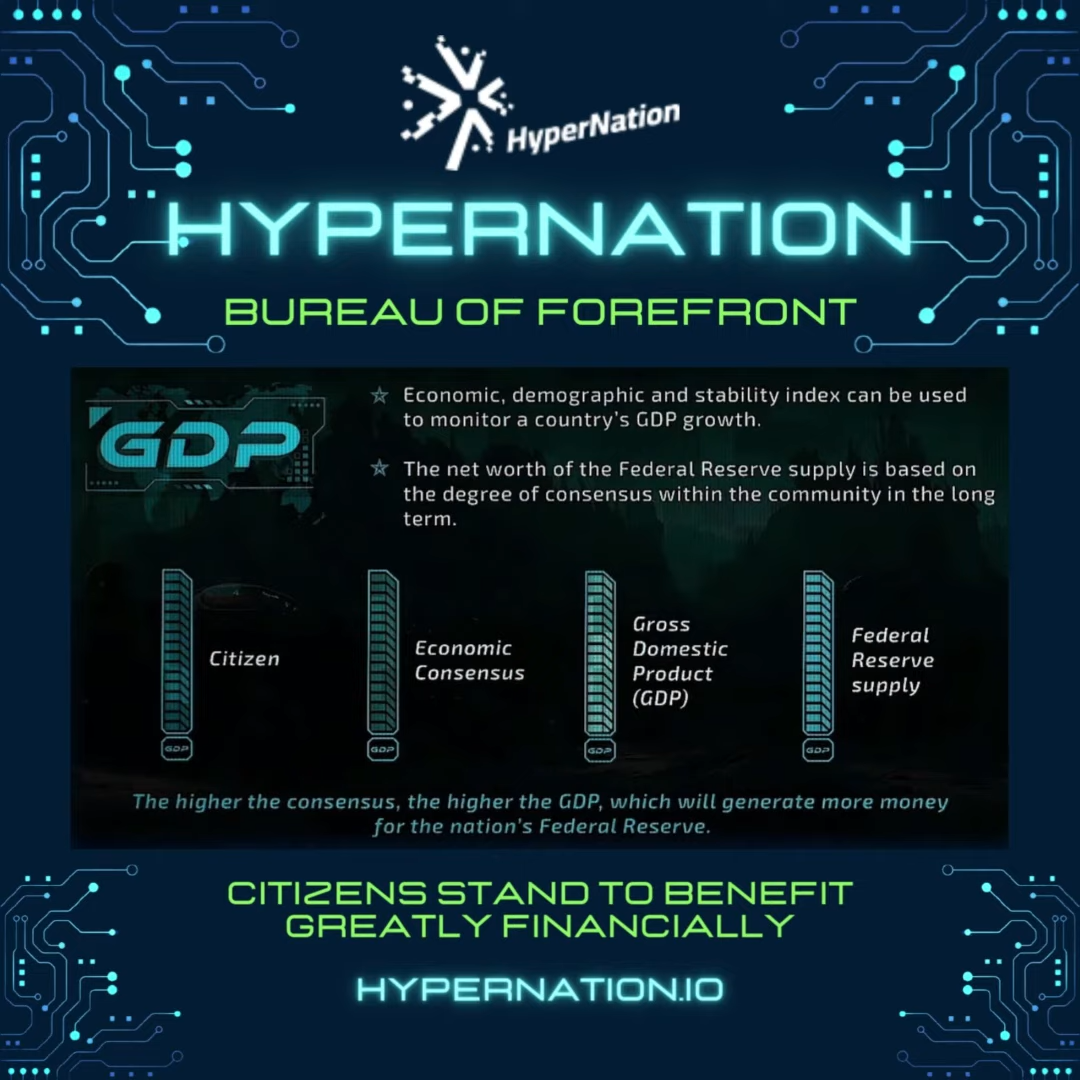 HyperNation
HYPERNATION
BUREAU OF FOREFRONT
GDP
Economic, demographic and stability index can be used
to monitor a country's GDP growth.
The net worth of the Federal Reserve supply is based on
the degree of consensus within the community in the long
term.
Citizen
GDP
Economic
Consensus
GDP
Gross
Domestic
Product
(GDP)
GDP
Federal
Reserve
supply
GDP
The higher the consensus, the higher the GDP, which will generate more money
for the nation's Federal Reserve.
CITIZENS STAND TO BENEFIT
GREATLY FINANCIALLY
HYPERNATION.IO